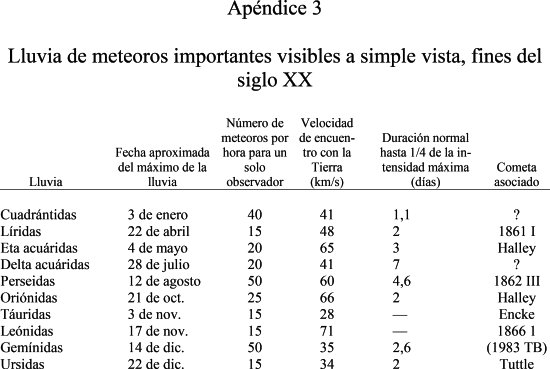 Apéndice 3
Lluvia de meteoros importantes visibles a simple vista, fines del
siglo XX
Lluvia Fecha aproximada del máximo de la lluvia Número de meteoros por hora para un solo observador Velocidad de encuen- tro con la Tierra (km/s) Duración normal hasta 1/4 de la in- tensidad máxima (días) Cometa asociado
Cuadrántidas 3 de enero 40 41 1,1 ?
Líridas 22 de abril 15 48 2 1861 I
Eta acuáridas 4 de mayo 20 65 3 Halley
Delta acuáridas 28 de julio 20 41 7 ?
Perseidas 12 de agosto 50 60 4,6 1862 III
Oriónidas 21 de oct. 25 66 2 Halley
Táuridas 3 de nov. 15 28 — Encke
Leónidas 17 de nov. 15 71 — 1866 I
Gemínidas 14 de dic. 50 35 2,6 (1983 TB)
Ursidas 22 de dic. 15 34 2 Tuttle